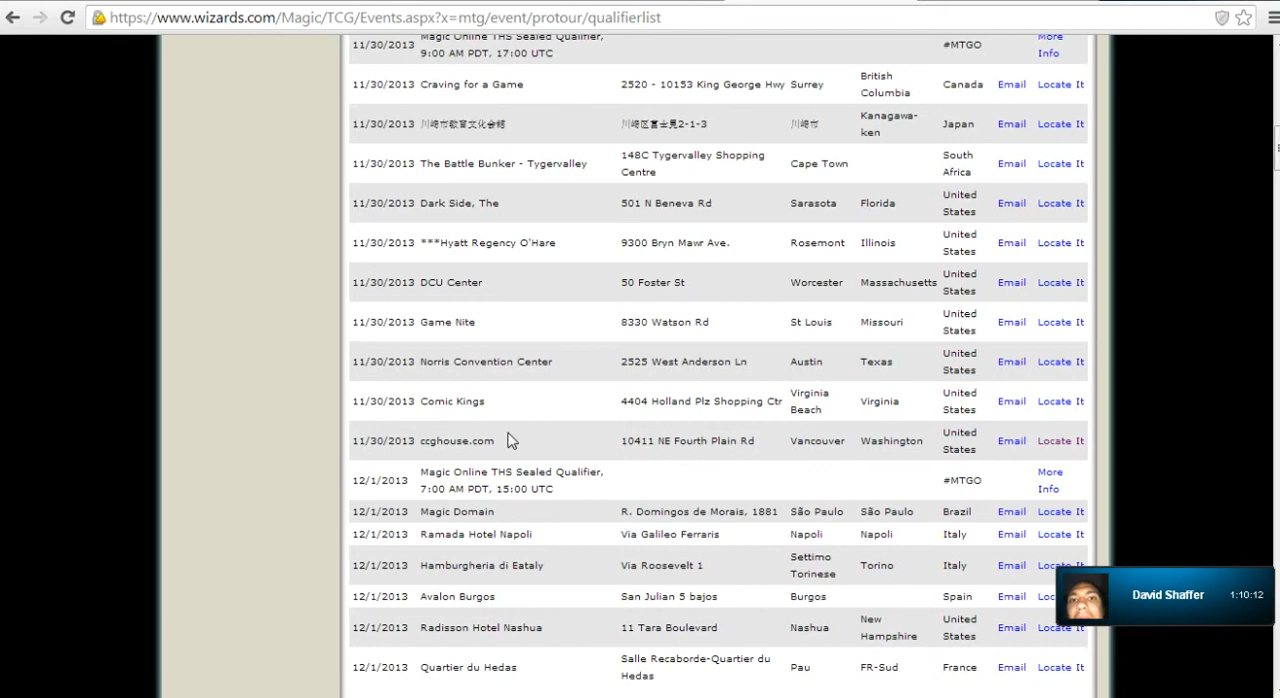 https://www.wizards.com/Magic/TCG/Events.aspx?x=mtg/event/protour/qualifierlist
11/30/2013 Magic Online THS Sealed Qualifier, 9:00 AM PDT, 17:00 UTC #MTGO More Info
11/30/2013 Craving for a Game 2520 - 10153 King George Hwy Surrey British Columbia Canada Email Locate It
11/30/2013 川崎市教育文化会館 川崎区富士見2-1-3 川崎市 Kanagawa-ken Japan Email Locate It
11/30/2013 The Battle Bunker - Tygervalley 148C Tygervalley Shopping Centre Cape Town South Africa Email Locate It
11/30/2013 Dark Side, The 501 N Beneva Rd Sarasota Florida United States Email Locate It
11/30/2013 ***Hyatt Regency O'Hare 9300 Bryn Mawr Ave. Rosemont Illinois United States Email Locate It
11/30/2013 DCU Center 50 Foster St Worcester Massachusetts United States Email Locate It
11/30/2013 Game Nite 8330 Watson Rd St Louis Missouri United States Email Locate It
11/30/2013 Norris Convention Center 2525 West Anderson Ln Austin Texas United States Email Locate It
11/30/2013 Comic Kings 4404 Holland Plz Shopping Ctr Virginia Beach Virginia United States Email Locate It
11/30/2013 ccghouse.com 10411 NE Fourth Plain Rd Vancouver Washington United States Email Locate It
12/1/2013 Magic Online THS Sealed Qualifier, 7:00 AM PDT, 15:00 UTC #MTGO More Info
12/1/2013 Magic Domain R. Domingos de Morais, 1881 São Paulo São Paulo Brazil Email Locate It
12/1/2013 Ramada Hotel Napoli Via Galileo Ferraris Napoli Napoli Italy Email Locate It
12/1/2013 Hamburgheria di Eataly Via Roosevelt 1 Settimo Torinese Torino Italy Email Locate It
12/1/2013 Avalon Burgos San Julian 5 bajos Burgos Spain Email
12/1/2013 Radisson Hotel Nashua 11 Tara Boulevard Nashua New Hampshire United States Email Locate It
12/1/2013 Quartier du Hedas Salle Recaborde-Quartier du Hedas Pau FR-Sud France Email Locate It
David Shaffer 1:10:12